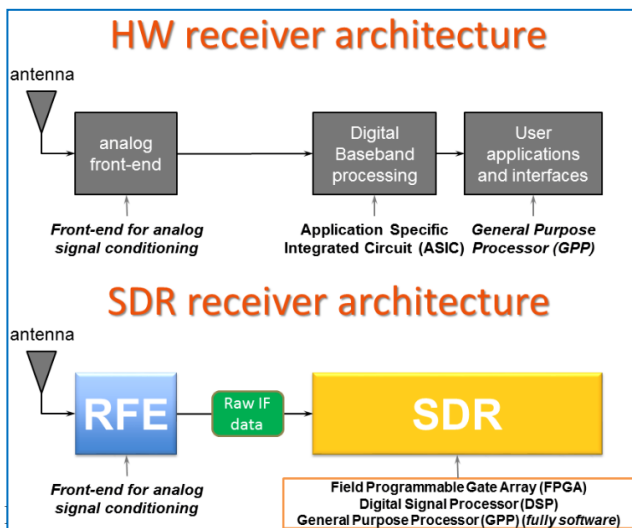 HW receiver architecture
antenna
analog
front-end
Digital
Baseband
processing
User
applications
and interfaces
Front-end for analog
signal conditioning
Application Specific
Integrated Circuit (ASIC)
General Purpose
Processor (GPP)
SDR receiver architecture
antenna
RFE
Raw IF
data
SDR
Front-end for analog
signal conditioning
Field Programmable Gate Array (FPGA)
Digital Signal Processor (DSP)
General Purpose Processor (GPP) (fully software)